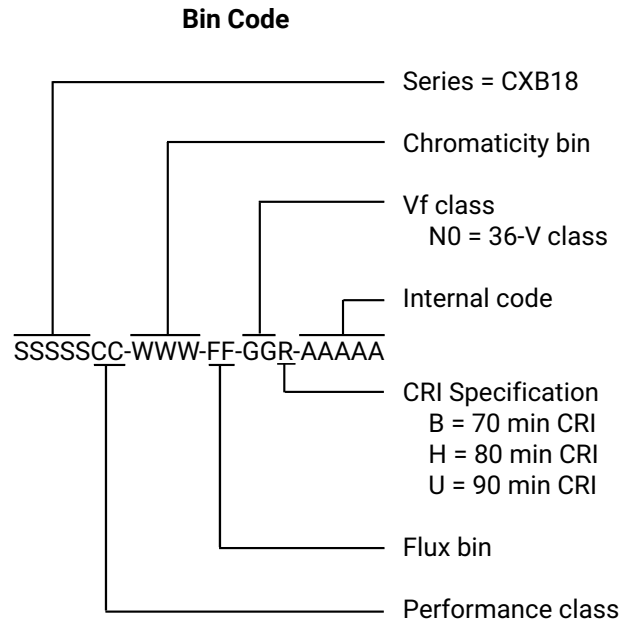 Bin Code
Series = CXB18
Chromaticity bin
Vf class
N0 = 36-V class
Internal code
SSSSSCC-WWW-FF-GGR-AAAAA
CRI Specification
B = 70 min CRI
H = 80 min CRI
U = 90 min CRI
Flux bin
Performance class